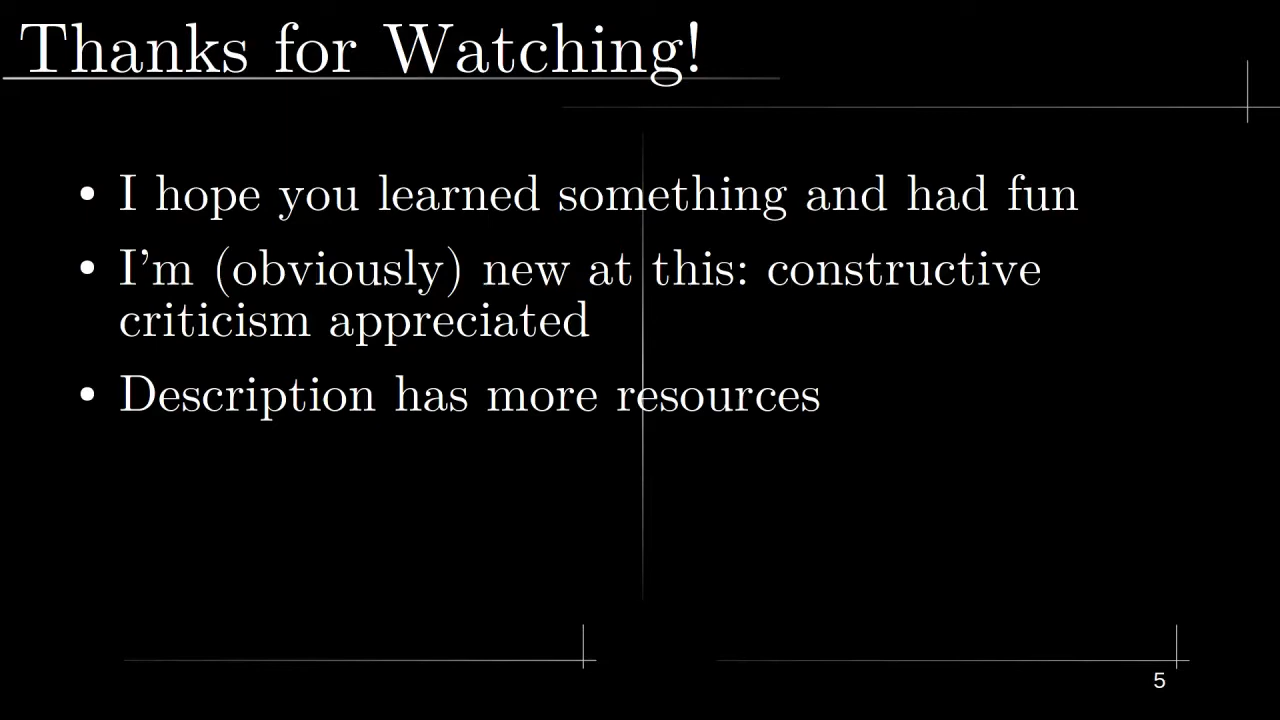 Thanks for Watching!
• I hope you learned something and had fun
• I'm (obviously) new at this: constructive
criticism appreciated
• Description has more resources
5